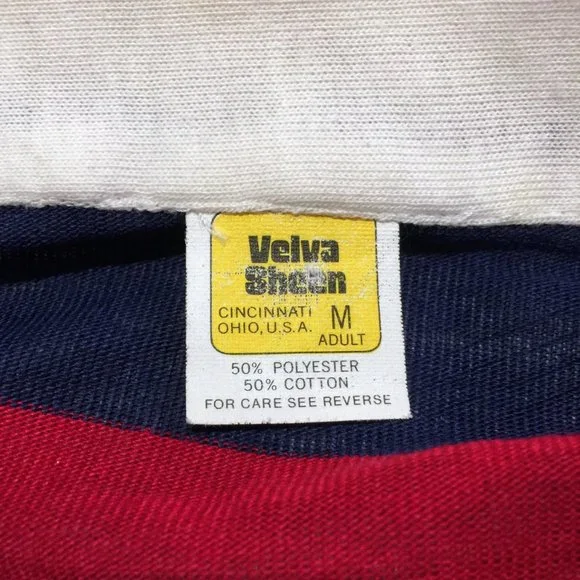 Velva
Sheen
CINCINNATI
OHIO, U.S.A.
M
ADULT
50% POLYESTER
50% COTTON
FOR CARE SEE REVERSE